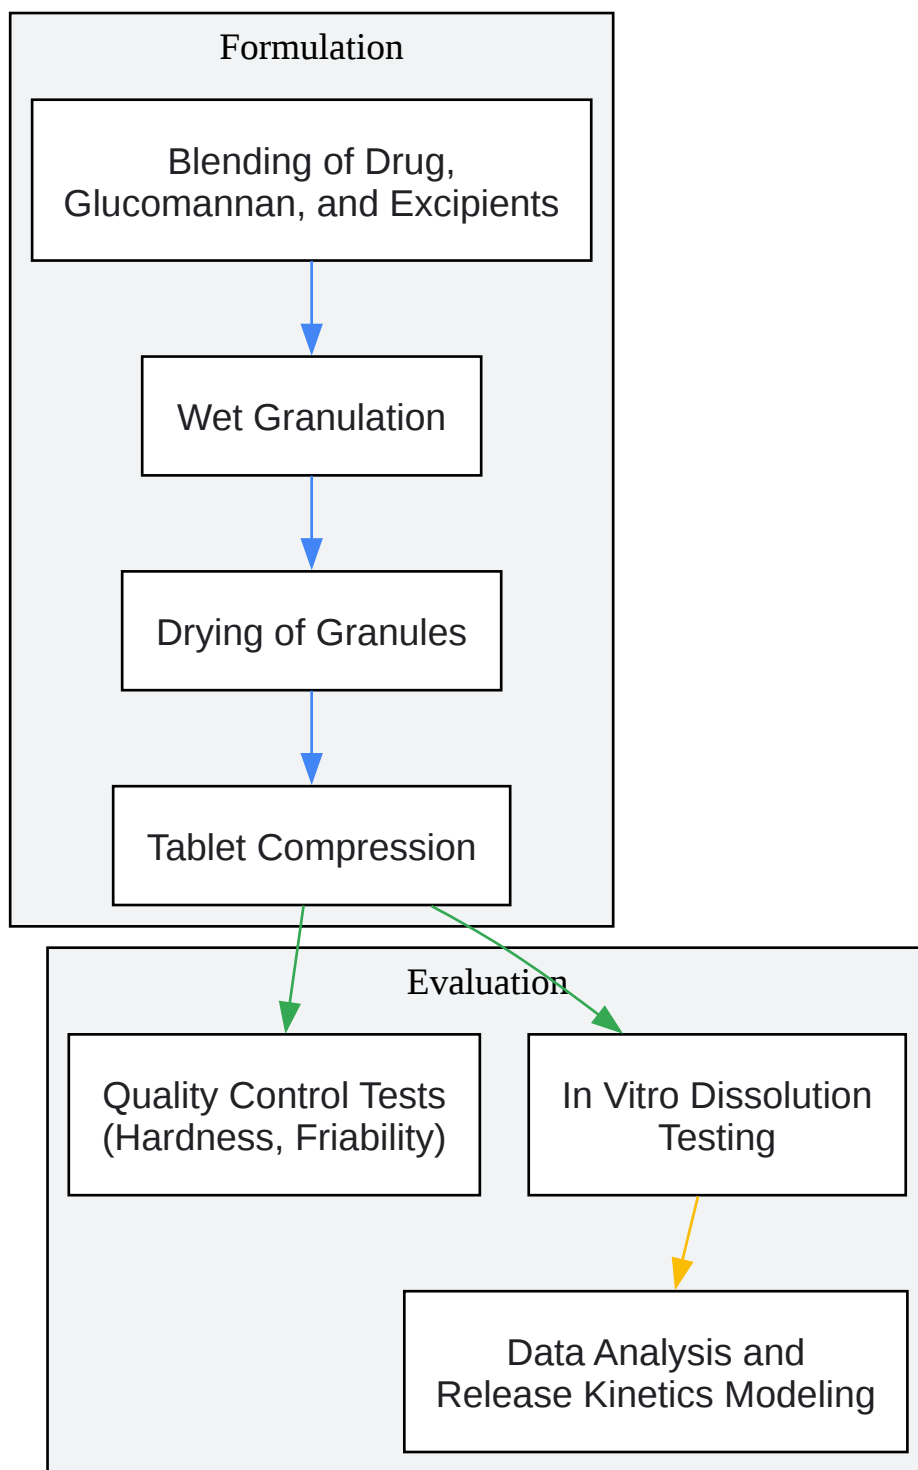 Formulation
Blending of Drug,
Glucomannan, and Excipients
Wet Granulation
Drying of Granules
Tablet Compression
Evaluation
Quality Control Tests
(Hardness, Friability)
In Vitro Dissolution
Testing
Data Analysis and
Release Kinetics Modeling